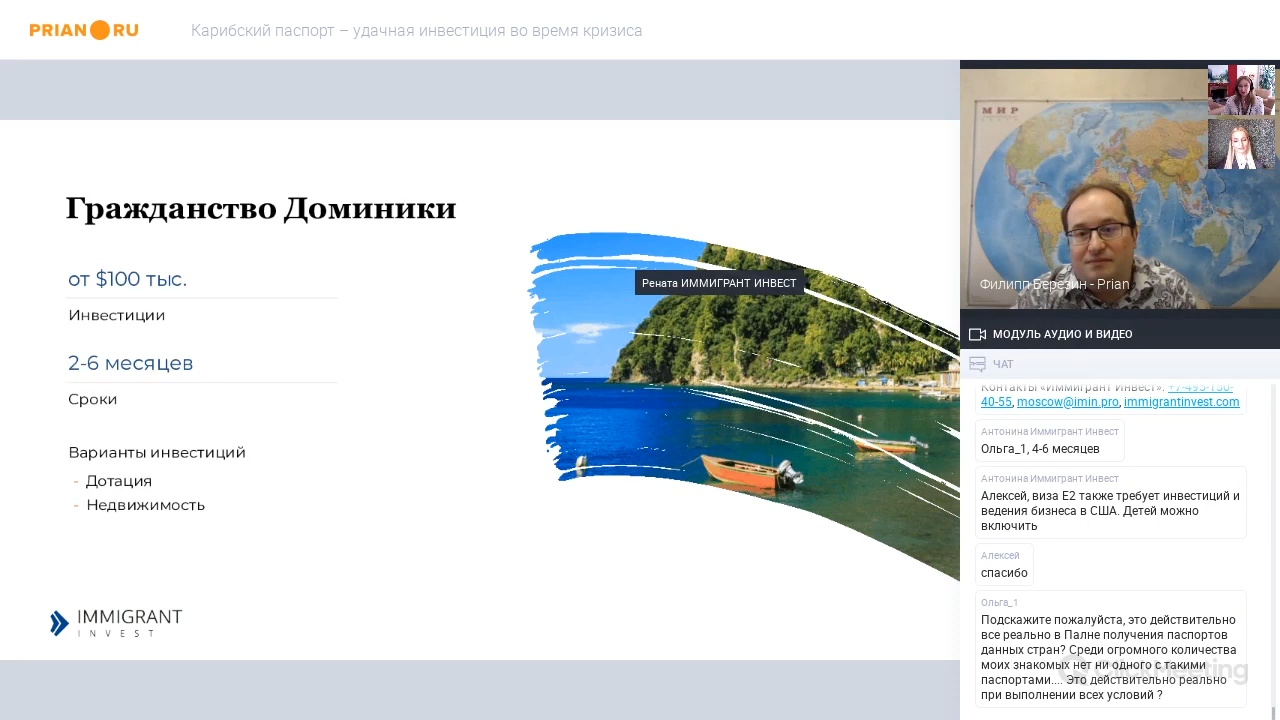 PRIAN RU
Карибский паспорт – удачная инвестиция во время кризиса
Гражданство Доминики
от $100 тыс.
Инвестиции
2-6 месяцев
Сроки
Варианты инвестиций
- Дотация
- Недвижимость
IMMIGRANT
INVEST
Рената ИММИГРАНТ ИНВЕСТ
МИР
Филипп Березин - Prian
МОДУЛЬ АУДИО И ВИДЕО
ЧАТ
Контакты «Иммигрант Инвест»: +7-495-150-
40-55, moscow@imin.pro, immigrantinvest.com
Антонина Иммигрант Инвест
Ольга_1, 4-6 месяцев
Антонина Иммигрант Инвест
Алексей, виза E2 также требует инвестиций и
ведения бизнеса в США. Детей можно
включить
Алексей
спасибо
Ольга_1
Подскажите пожалуйста, это действительно
все реально в Палне получения паспортов
данных стран? Среди огромного количества
моих знакомых нет ни одного с такими
паспортами.... Это действительно реально
при выполнении всех условий ?
ClickMeeting